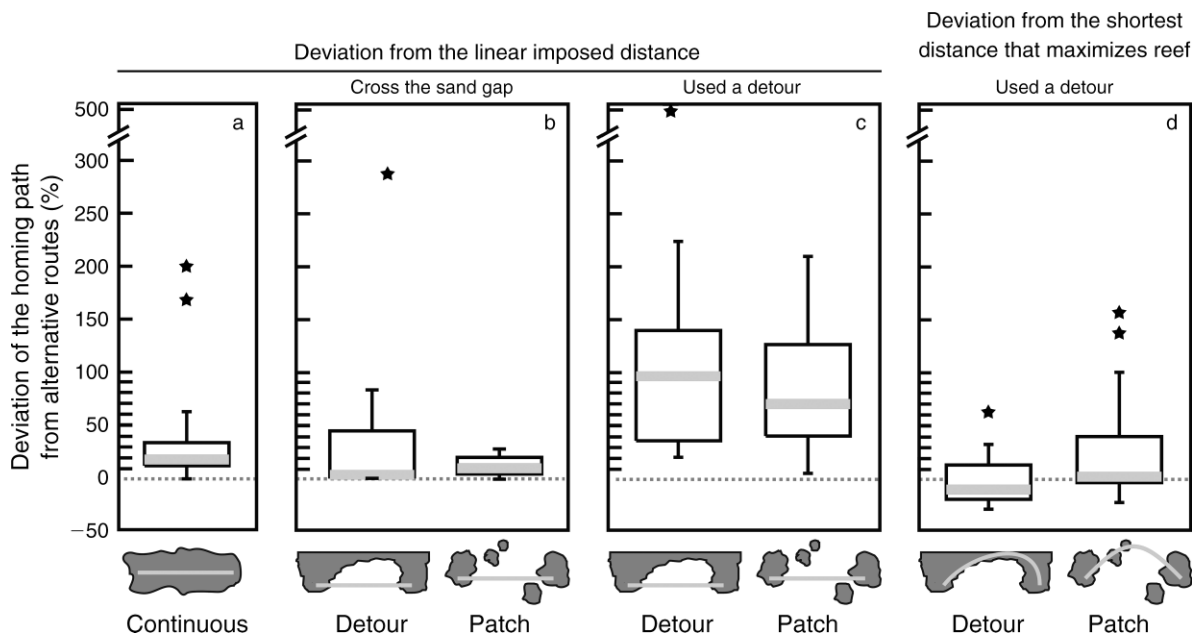 Deviation from the shortest
distance that maximizes reef
Deviation from the linear imposed distance
Cross the sand gap
Used a detour
Used a detour
a
b
c
d
Deviation of the homing path
from alternative routes (%)
500
300
250
200
150
100
50
0
−50
Continuous
Detour
Patch
Detour
Patch
Detour
Patch